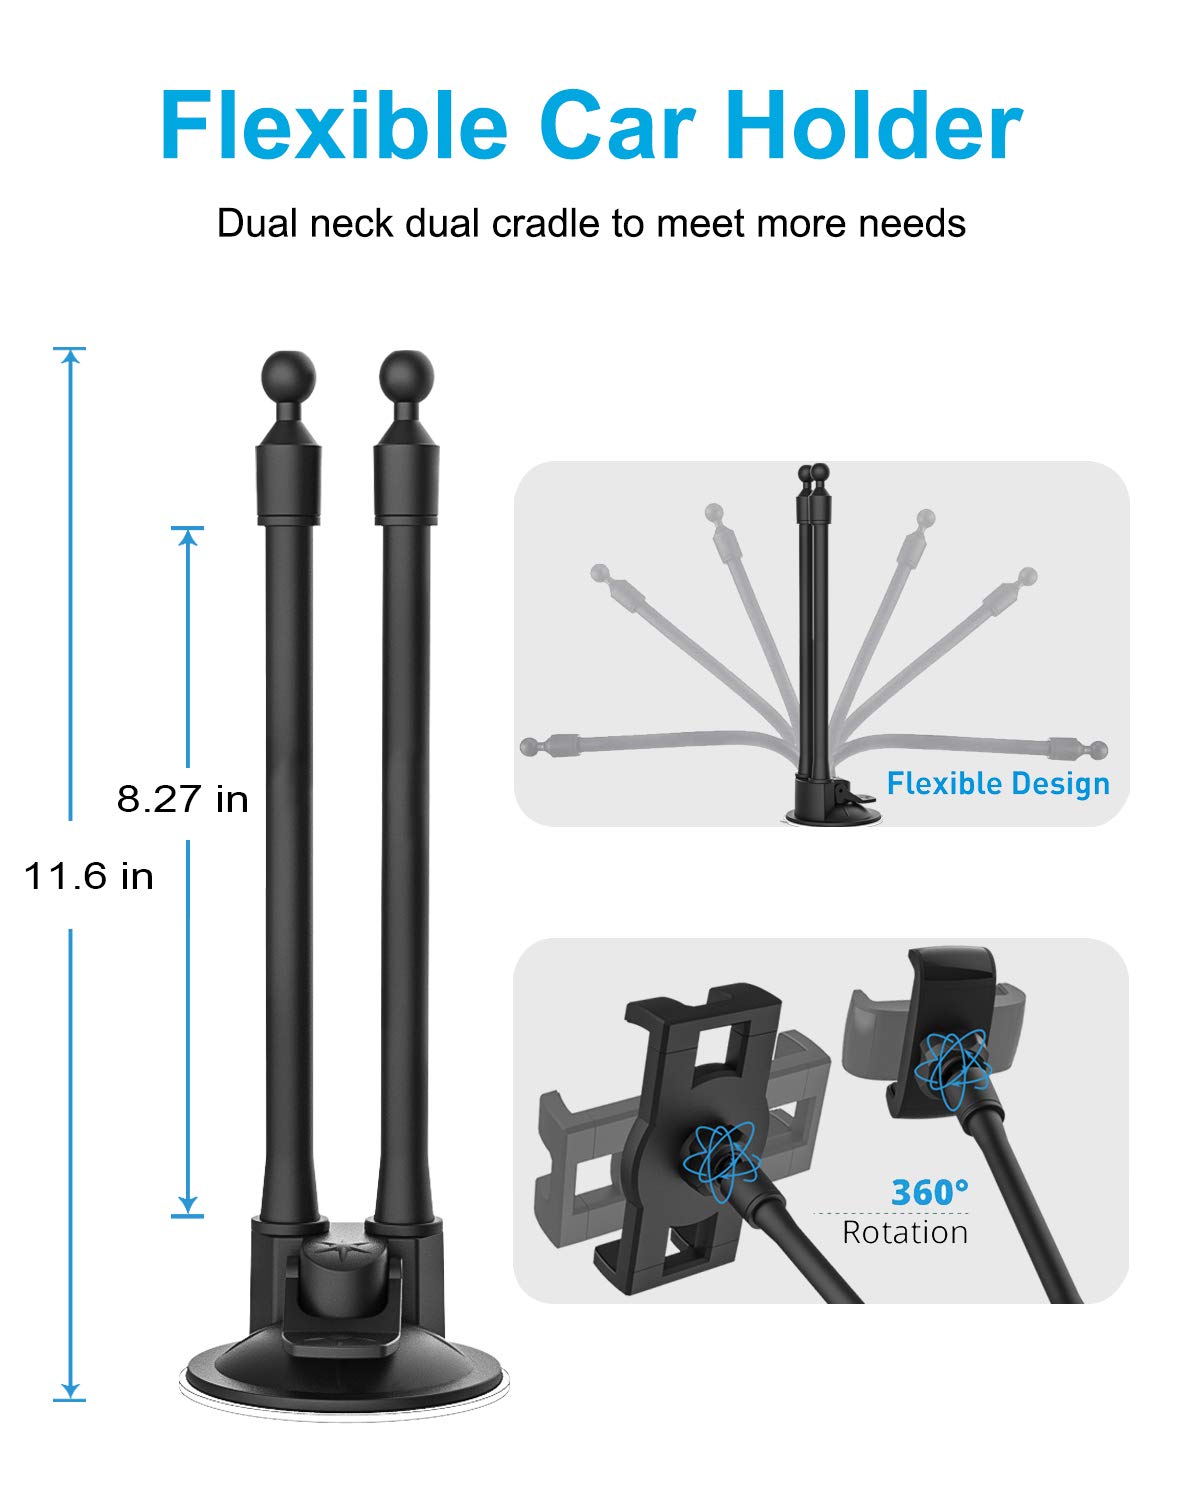 Flexible Car Holder
Dual neck dual cradle to meet more needs
8.27 in
11.6 in
Flexible Design
360°
Rotation